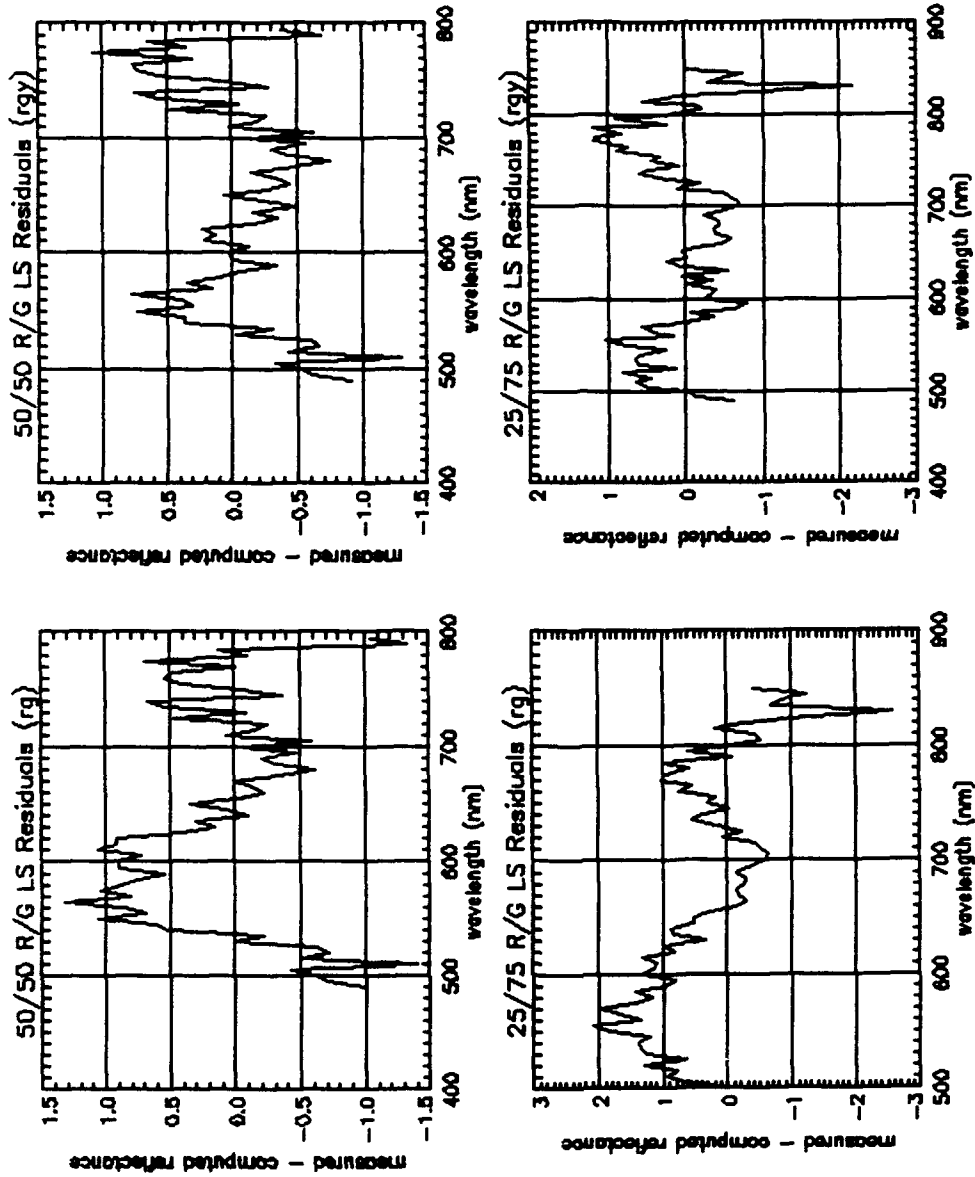 50/50 R/G LS Residuals (rg)
measured - computed reflectance
1.5
1.0
0.5
0.0
-0.5
-1.0
-1.5
400 500 600 700 800
wavelength (nm)
50/50 R/G LS Residuals (rgy)
measured - computed reflectance
1.5
1.0
0.5
0.0
-0.5
-1.0
-1.5
400 500 600 700 800
wavelength (nm)
25/75 R/G LS Residuals (rg)
measured - computed reflectance
3
2
1
0
-1
-2
-3
500 600 700 800 900
wavelength (nm)
25/75 R/G LS Residuals (rgy)
measured - computed reflectance
2
1
0
-1
-2
-3
400 500 600 700 800 900
wavelength (nm)